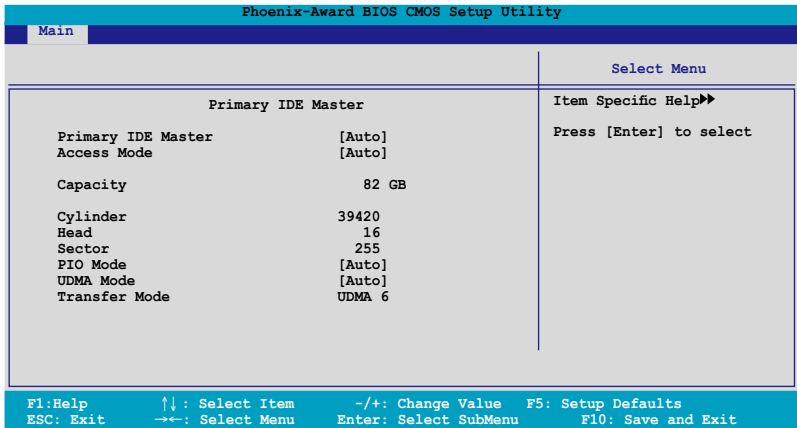 Phoenix-Award BIOS CMOS Setup Utility
Main
Select Menu
Primary IDE Master
Item Specific Help▶▶
Primary IDE Master [Auto]
Press [Enter] to select
Access Mode [Auto]
Capacity 82 GB
Cylinder 39420
Head 16
Sector 255
PIO Mode [Auto]
UDMA Mode [Auto]
Transfer Mode UDMA 6
F1:Help ↑↓: Select Item -/+: Change Value F5: Setup Defaults
ESC: Exit →←: Select Menu Enter: Select SubMenu F10: Save and Exit